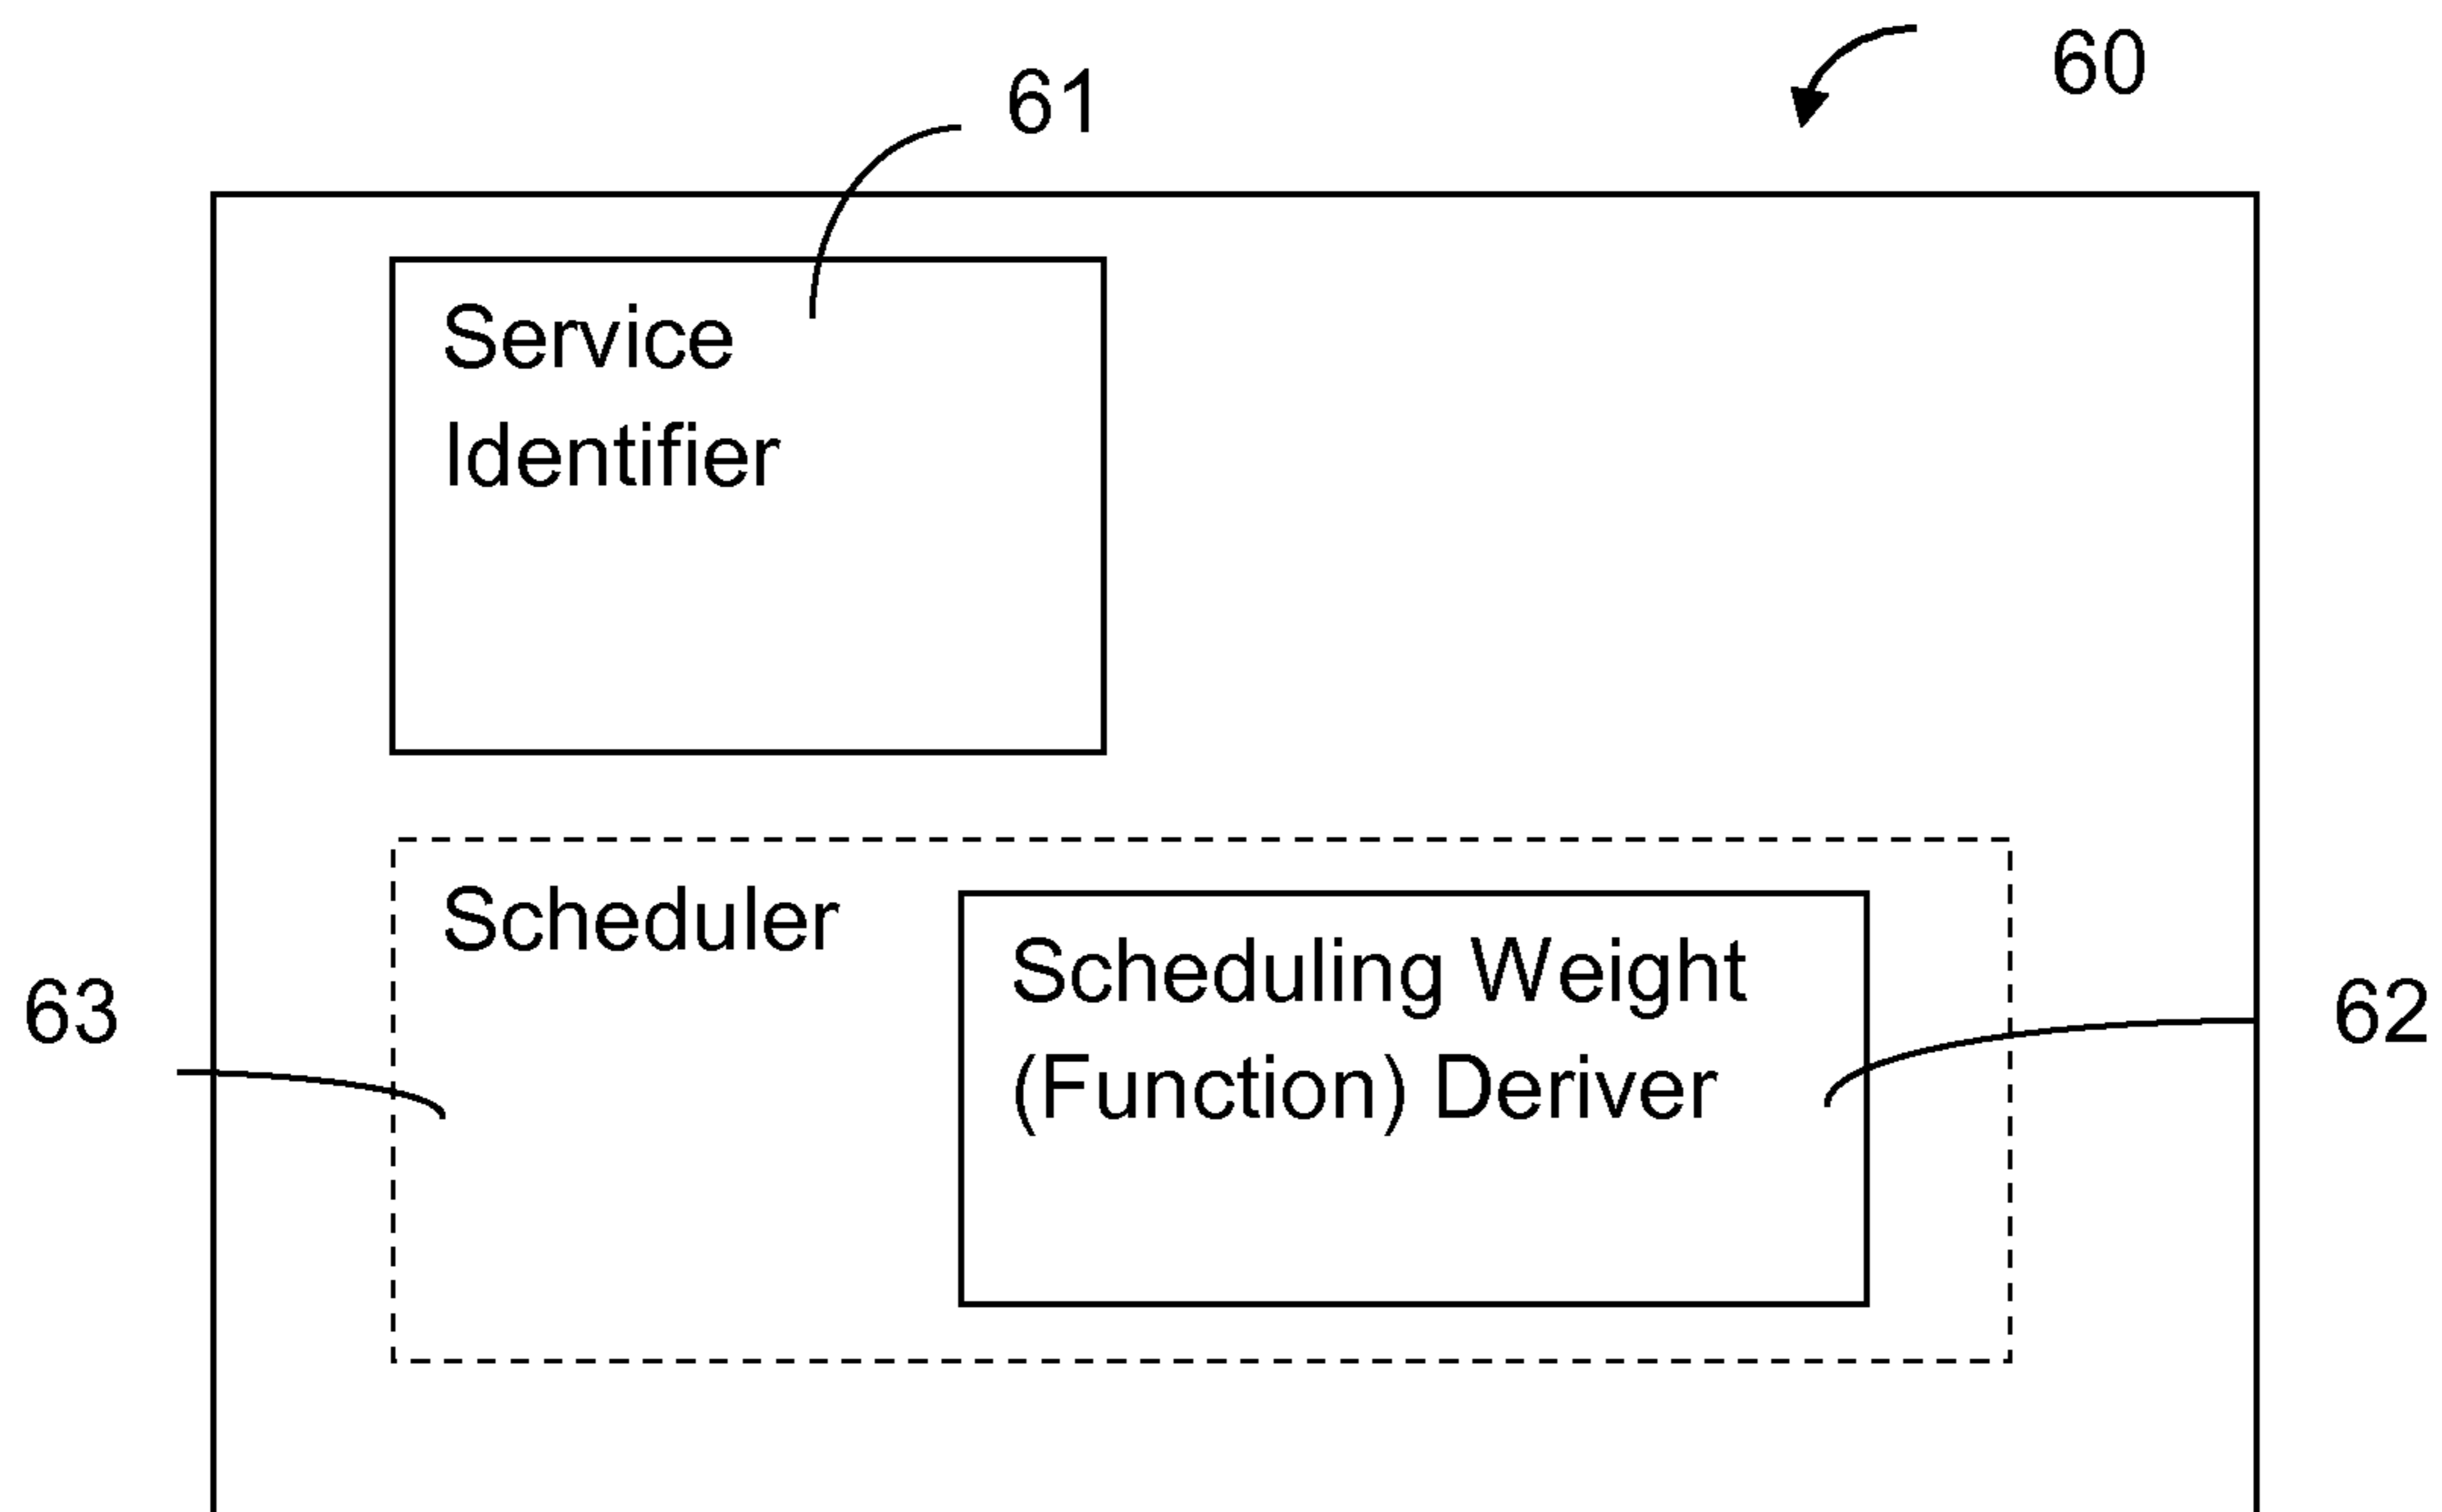 60
61
Service
Identifier
Scheduler
Scheduling Weight
(Function) Deriver
63
62